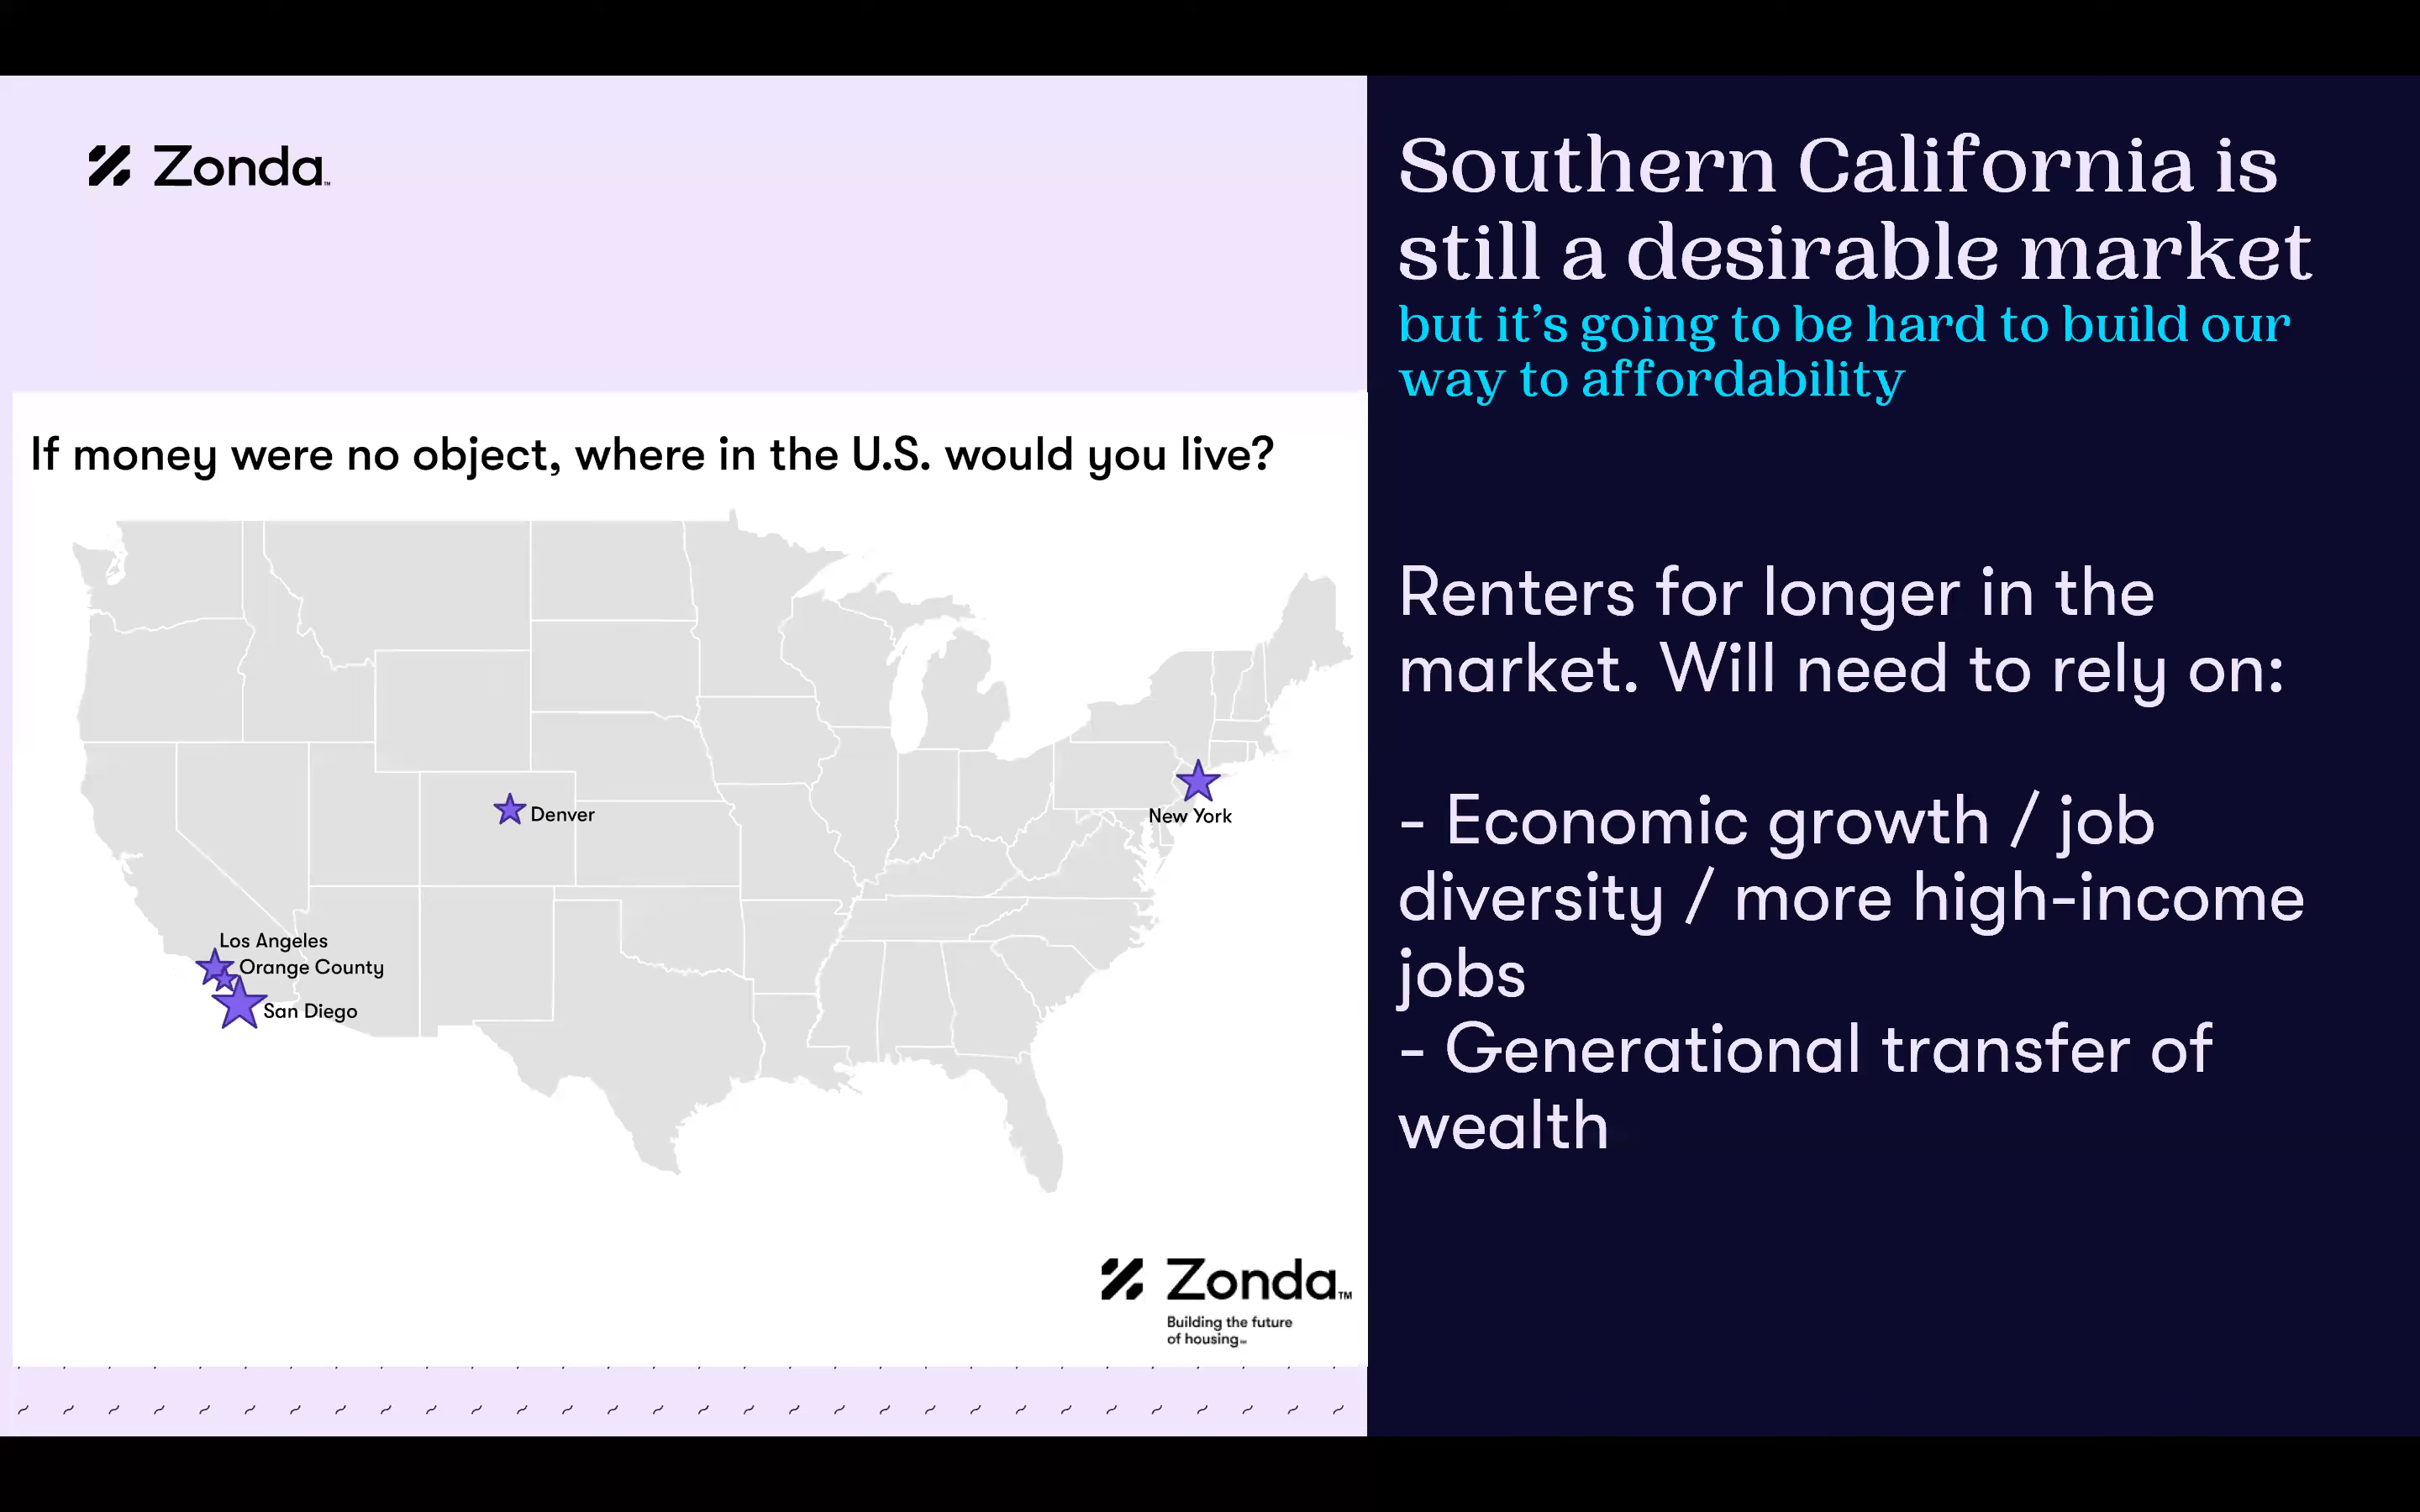 Zonda™
Southern California is
still a desirable market
but it’s going to be hard to build our
way to affordability
If money were no object, where in the U.S. would you live?
Denver
New York
Los Angeles
Orange County
San Diego
Zonda™
Building the future
of housing℠
Renters for longer in the
market. Will need to rely on:
- Economic growth / job
diversity / more high-income
jobs
- Generational transfer of
wealth